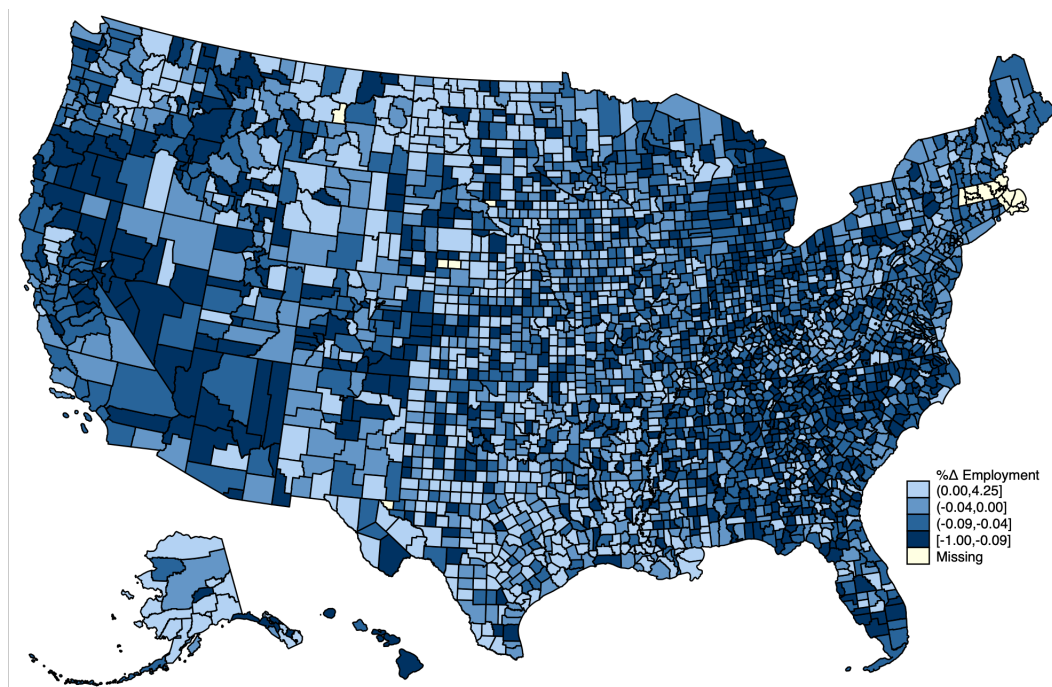 %Δ Employment
(0.00,4.25]
(-0.04,0.00]
(-0.09,-0.04]
[-1.00,-0.09]
Missing